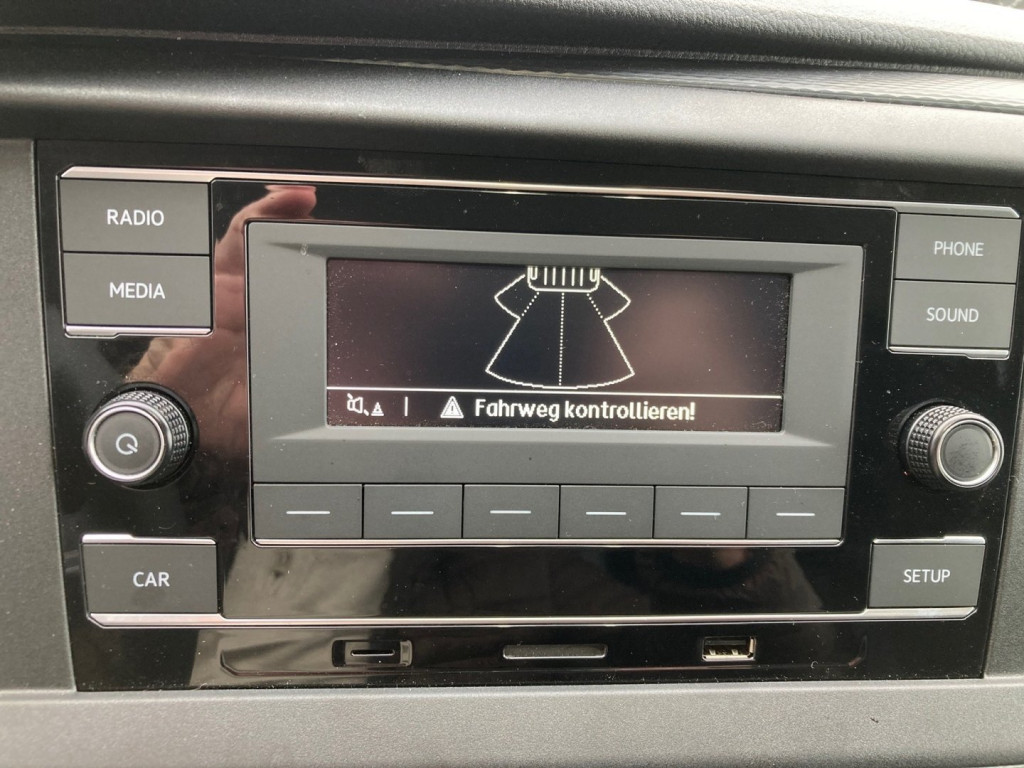 RADIO
MEDIA
PHONE
SOUND
Fahrweg kontrollieren!
CAR
SETUP